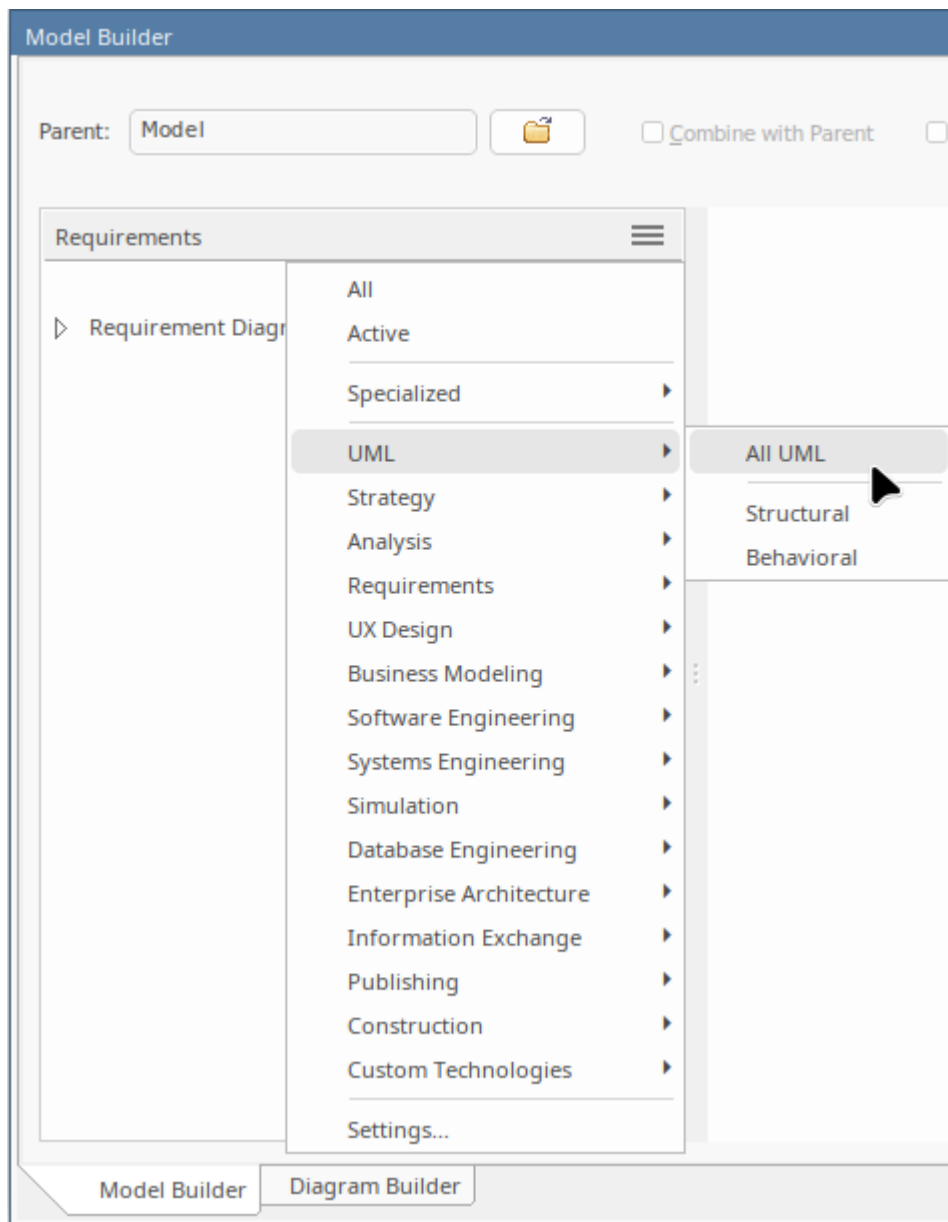 Model Builder
Parent: Model Combine with Parent
Requirements
Requirement Diagr
All
Active
Specialized
UML
Strategy
Analysis
Requirements
UX Design
Business Modeling
Software Engineering
Systems Engineering
Simulation
Database Engineering
Enterprise Architecture
Information Exchange
Publishing
Construction
Custom Technologies
Settings...
All UML
Structural
Behavioral
Model Builder
Diagram Builder